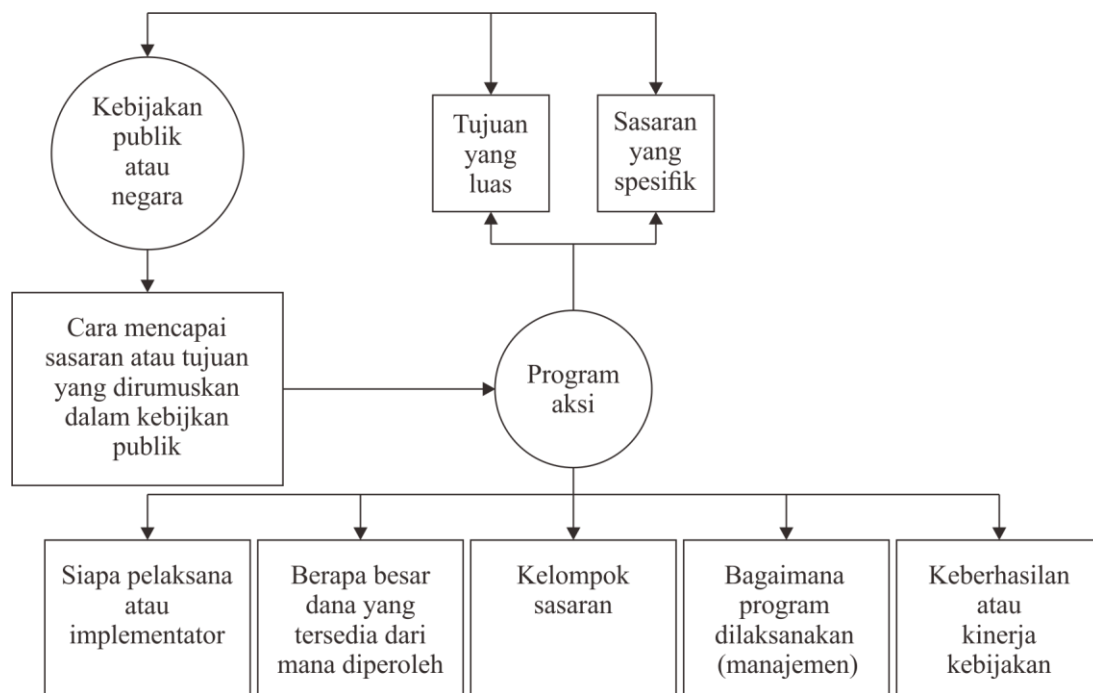 Kebijakan
publik
atau
negara
Tujuan
yang
luas
Sasaran
yang
spesifik
Cara mencapai
sasaran atau tujuan
yang dirumuskan
dalam kebijkan
publik
Program
aksi
Siapa pelaksana
atau
implementator
Berapa besar
dana yang
tersedia dari
mana diperoleh
Kelompok
sasaran
Bagaimana
program
dilaksanakan
(manajemen)
Keberhasilan
atau
kinerja
kebijakan